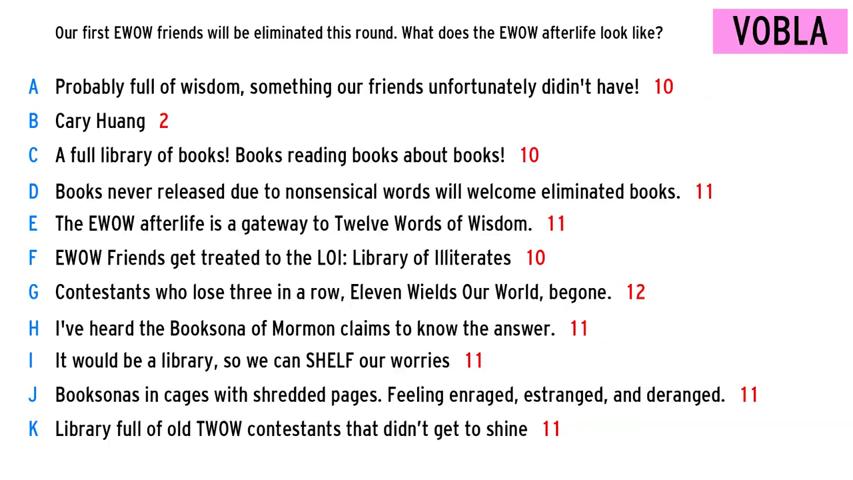 Our first EWOW friends will be eliminated this round. What does the EWOW afterlife look like?
VOBLA
A Probably full of wisdom, something our friends unfortunately didin't have! 10
B Cary Huang 2
C A full library of books! Books reading books about books! 10
D Books never released due to nonsensical words will welcome eliminated books. 11
E The EWOW afterlife is a gateway to Twelve Words of Wisdom. 11
F EWOW Friends get treated to the LOI: Library of Illiterates 10
G Contestants who lose three in a row, Eleven Wields Our World, begone. 12
H I've heard the Booksona of Mormon claims to know the answer. 11
I It would be a library, so we can SHELF our worries 11
J Booksonas in cages with shredded pages. Feeling enraged, estranged, and deranged. 11
K Library full of old TWOW contestants that didn’t get to shine 11